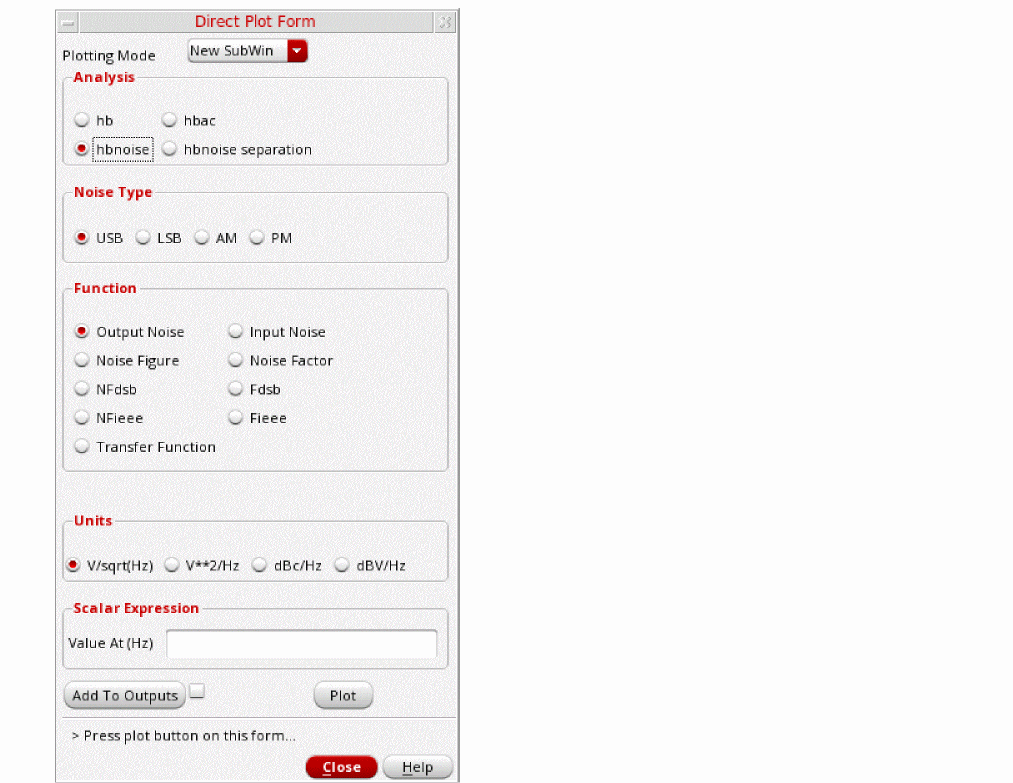 Direct Plot Form
Plotting Mode New SubWin
Analysis
hb hbac
hbnoise hbnoise separation
Noise Type
USB LSB AM PM
Function
Output Noise Input Noise
Noise Figure Noise Factor
NFdsb Fdsb
NFieee Fieee
Transfer Function
Units
V/sqrt(Hz) V**2/Hz dBc/Hz dBV/Hz
Scalar Expression
Value At (Hz)
Add To Outputs Plot
> Press plot button on this form...
Close Help